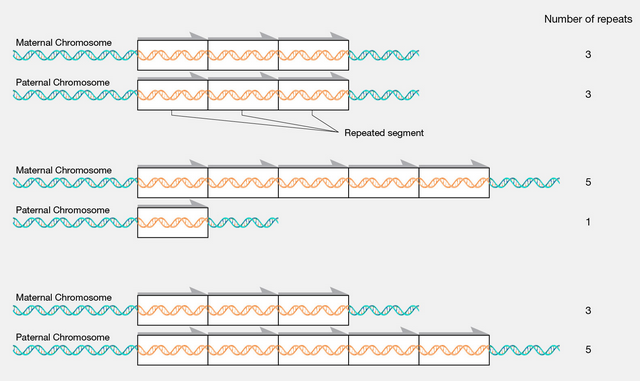 Number of repeats
Maternal Chromosome
3
Paternal Chromosome
3
Repeated segment
Maternal Chromosome
5
Paternal Chromosome
1
Maternal Chromosome
3
Paternal Chromosome
5